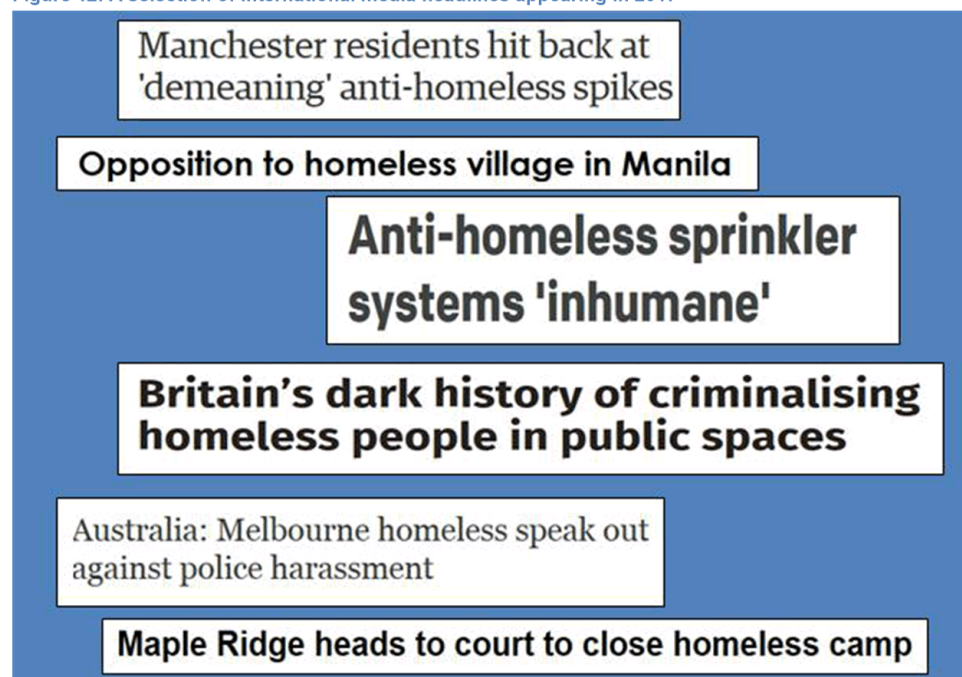 Manchester residents hit back at
'demeaning' anti-homeless spikes
Opposition to homeless village in Manila
Anti-homeless sprinkler
systems 'inhumane'
Britain's dark history of criminalising
homeless people in public spaces
Australia: Melbourne homeless speak out
against police harassment
Maple Ridge heads to court to close homeless camp